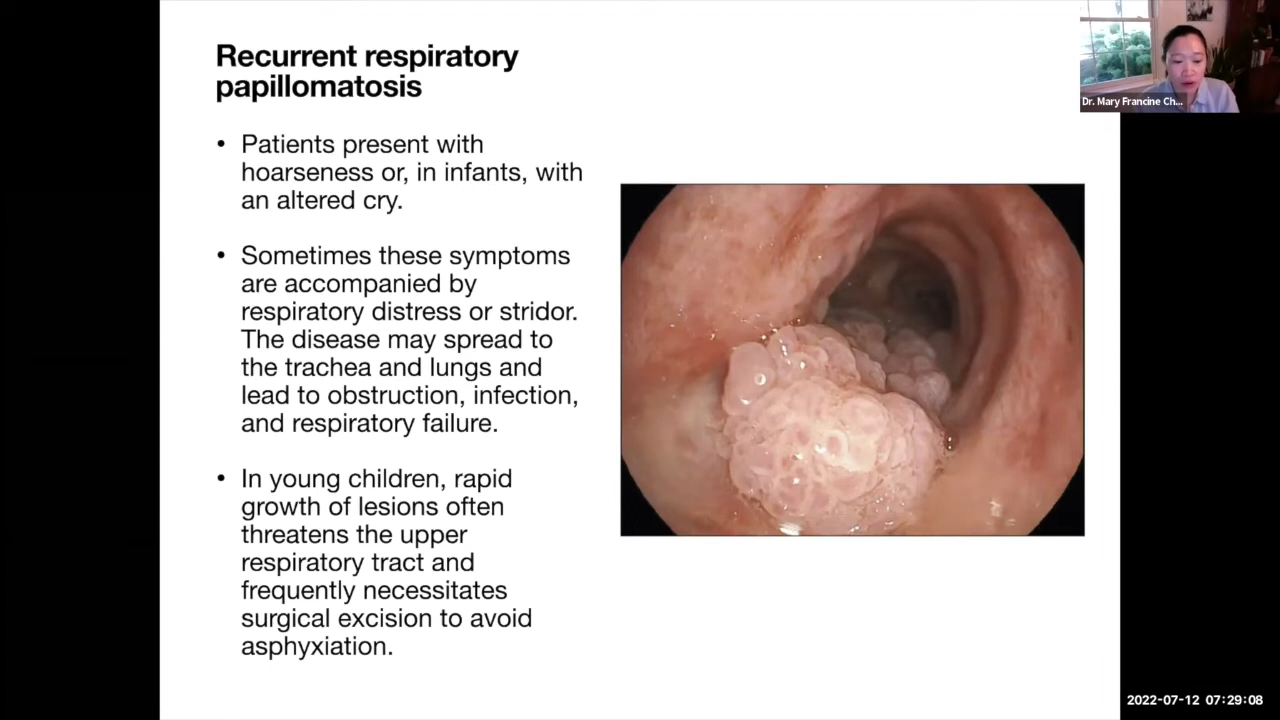 Recurrent respiratory
papillomatosis
• Patients present with
hoarseness or, in infants, with
an altered cry.
• Sometimes these symptoms
are accompanied by
respiratory distress or stridor.
The disease may spread to
the trachea and lungs and
lead to obstruction, infection,
and respiratory failure.
• In young children, rapid
growth of lesions often
threatens the upper
respiratory tract and
frequently necessitates
surgical excision to avoid
asphyxiation.
Dr. Mary Francine Ch...
2022-07-12 07:29:08